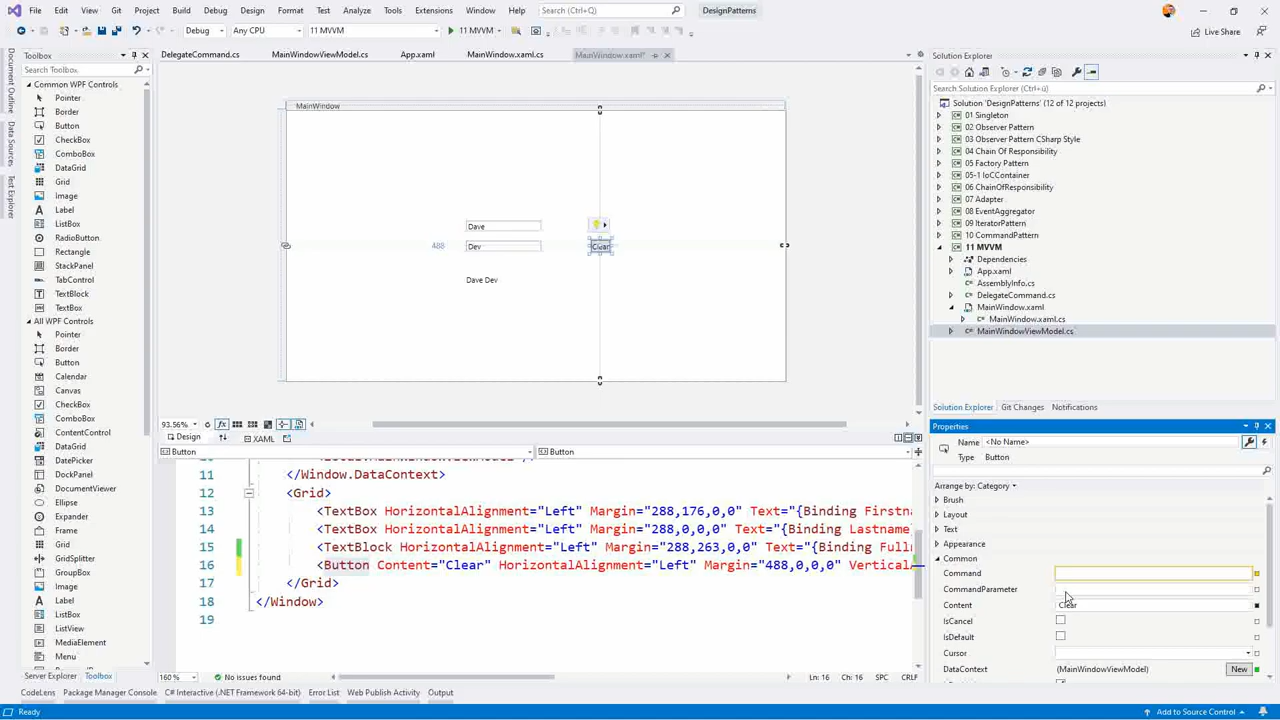 File Edit View Git Project Build Debug Design Format Test Analyze Tools Extensions Window Help Search (Ctrl+Q) DesignPatterns
Debug Any CPU 11 MVVM 11 MVVM Live Share
Document Outline
Data Sources
Test Explorer
Toolbox
Search Toolbox
Common WPF Controls
Pointer
Border
Button
CheckBox
ComboBox
DataGrid
Grid
Image
Label
ListBox
RadioButton
Rectangle
StackPanel
TabControl
TextBlock
TextBox
All WPF Controls
Pointer
Border
Button
Calendar
Canvas
CheckBox
ComboBox
ContentControl
DataGrid
DatePicker
DockPanel
DocumentViewer
Ellipse
Expander
Frame
Grid
GridSplitter
GroupBox
Image
Label
ListBox
ListView
MediaElement
Menu
Server Explorer Toolbox
DelegateCommand.cs MainWindowViewModel.cs App.xaml MainWindow.xaml.cs MainWindow.xaml*
MainWindow
Dave
488 Dev Clear
Dave Dev
93.56%
Design XAML
Button Button
11 </Window.DataContext>
12 <Grid>
13 <TextBox HorizontalAlignment="Left" Margin="288,176,0,0" Text="{Binding Firstn
14 <TextBox HorizontalAlignment="Left" Margin="288,0,0,0" Text="{Binding Lastname
15 <TextBlock HorizontalAlignment="Left" Margin="288,263,0,0" Text="{Binding Full
16 <Button Content="Clear" HorizontalAlignment="Left" Margin="488,0,0,0" VerticalA
17 </Grid>
18 </Window>
19
160 % No issues found Ln: 16 Ch: 16 SPC CRLF
Solution Explorer
Search Solution Explorer (Ctrl+ü)
Solution 'DesignPatterns' (12 of 12 projects)
01 Singleton
02 Observer Pattern
03 Observer Pattern CSharp Style
04 Chain Of Responsibility
05 Factory Pattern
05-1 IoCContainer
06 ChainOfResponsibility
07 Adapter
08 EventAggregator
09 IteratorPattern
10 CommandPattern
11 MVVM
Dependencies
App.xaml
AssemblyInfo.cs
DelegateCommand.cs
MainWindow.xaml
MainWindow.xaml.cs
MainWindowViewModel.cs
Solution Explorer Git Changes Notifications
Properties
Name <No Name>
Type Button
Arrange by: Category
Brush
Layout
Text
Appearance
Common
Command
CommandParameter
Content Clear
IsCancel
IsDefault
Cursor
DataContext (MainWindowViewModel) New
CodeLens Package Manager Console C# Interactive (.NET Framework 64-bit) Error List Web Publish Activity Output
Ready Add to Source Control